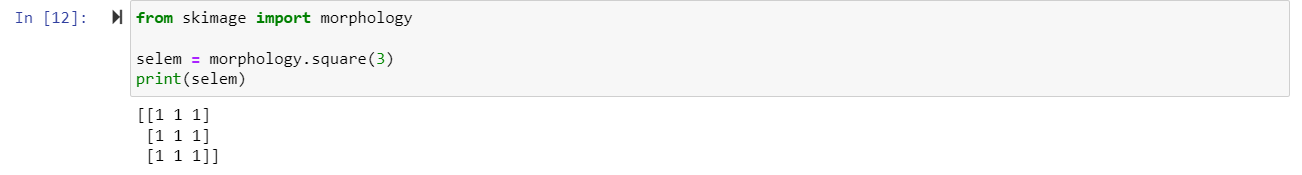 In [12]: from skimage import morphology
selem = morphology.square(3)
print(selem)
[[1 1 1]
 [1 1 1]
 [1 1 1]]